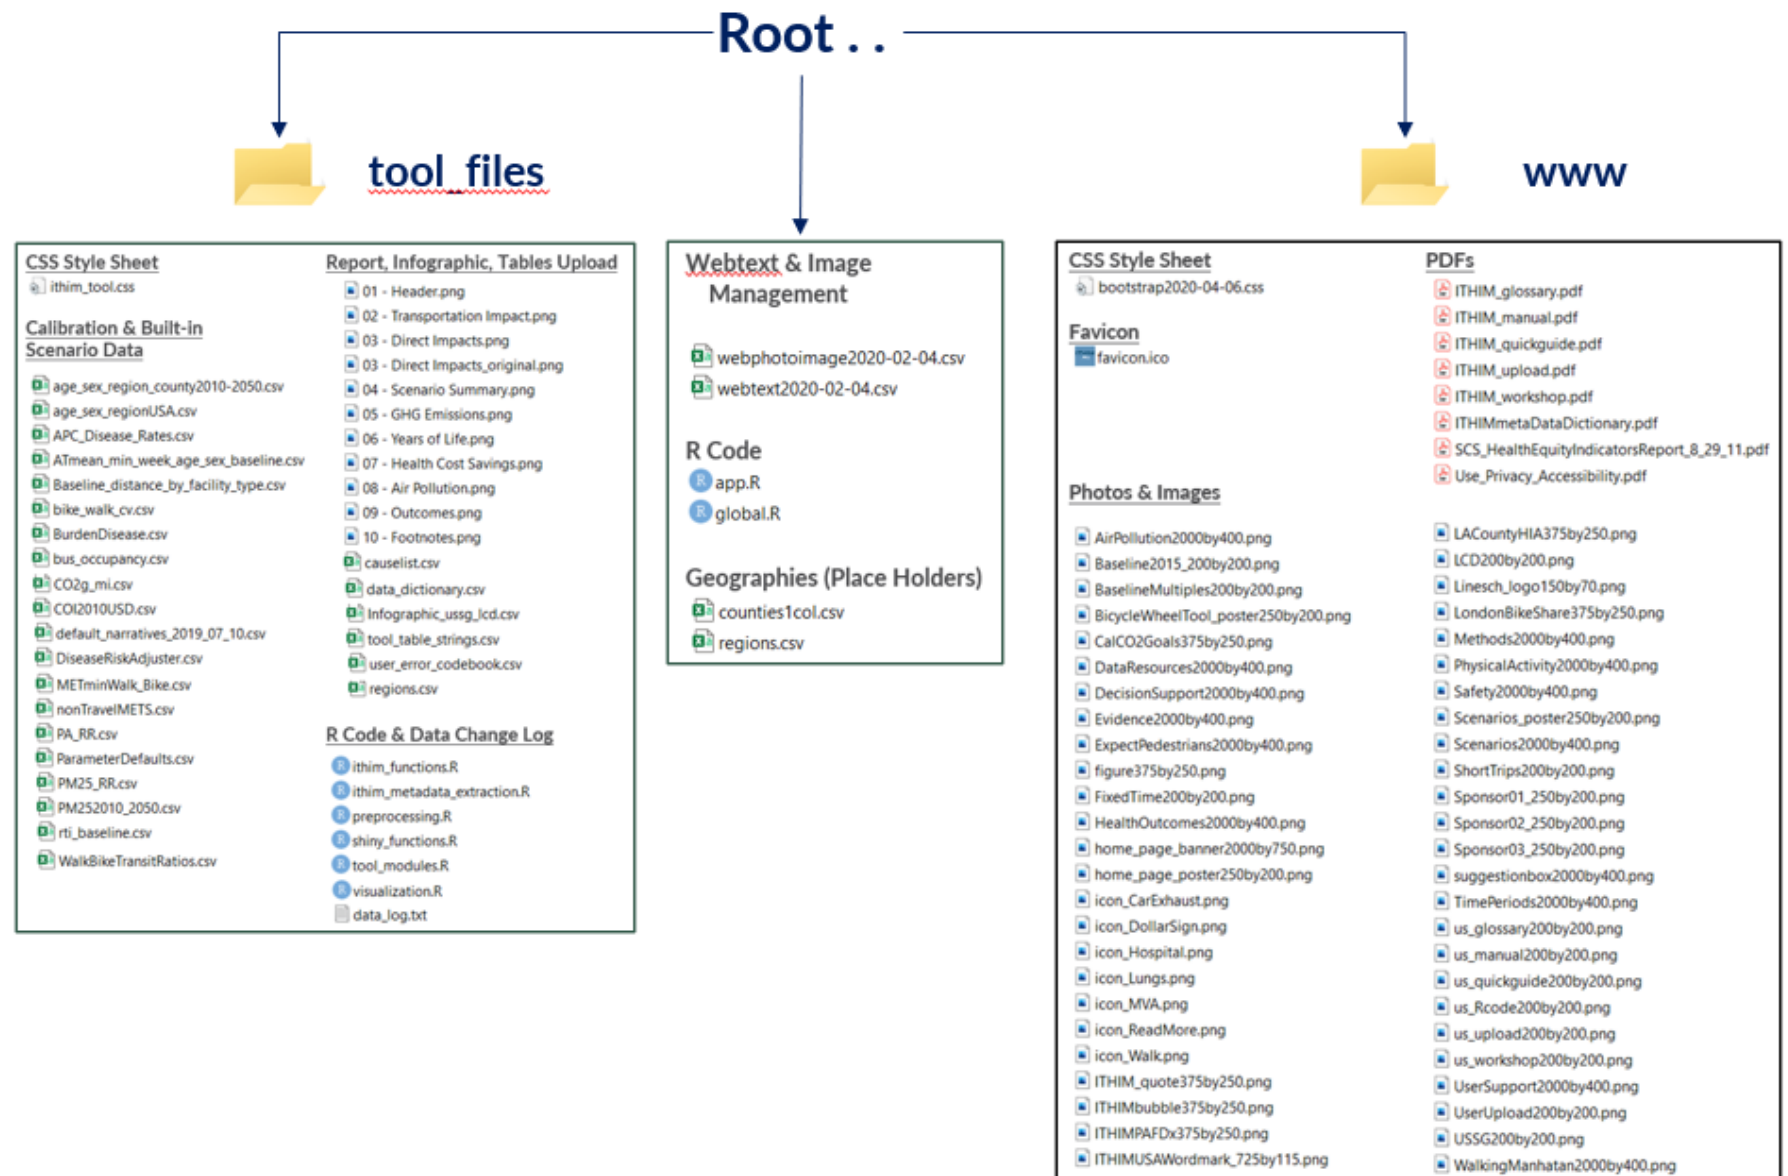 Root . .
tool_files
www
CSS Style Sheet
ithim_tool.css
Calibration & Built-in
Scenario Data
age_sex_region_county2010-2050.csv
age_sex_regionUSA.csv
APC_Disease_Rates.csv
ATmean_min_week_age_sex_baseline.csv
Baseline_distance_by_facility_type.csv
bike_walk_cv.csv
BurdenDisease.csv
bus_occupancy.csv
CO2g_mi.csv
COI2010USD.csv
default_narratives_2019_07_10.csv
DiseaseRiskAdjuster.csv
METminWalk_Bike.csv
nonTravelMETS.csv
PA_RR.csv
ParameterDefaults.csv
PM25_RR.csv
PM252010_2050.csv
rti_baseline.csv
WalkBikeTransitRatios.csv
Report, Infographic, Tables Upload
01 - Header.png
02 - Transportation Impact.png
03 - Direct Impacts.png
03 - Direct Impacts_original.png
04 - Scenario Summary.png
05 - GHG Emissions.png
06 - Years of Life.png
07 - Health Cost Savings.png
08 - Air Pollution.png
09 - Outcomes.png
10 - Footnotes.png
causelist.csv
data_dictionary.csv
Infographic_ussg_lcd.csv
tool_table_strings.csv
user_error_codebook.csv
regions.csv
R Code & Data Change Log
ithim_functions.R
ithim_metadata_extraction.R
preprocessing.R
shiny_functions.R
tool_modules.R
visualization.R
data_log.txt
Webtext & Image
Management
webphotoimage2020-02-04.csv
webtext2020-02-04.csv
R Code
app.R
global.R
Geographies (Place Holders)
counties1col.csv
regions.csv
CSS Style Sheet
bootstrap2020-04-06.css
Favicon
favicon.ico
PDFs
ITHIM_glossary.pdf
ITHIM_manual.pdf
ITHIM_quickguide.pdf
ITHIM_upload.pdf
ITHIM_workshop.pdf
ITHIMmetaDataDictionary.pdf
SCS_HealthEquityIndicatorsReport_8_29_11.pdf
Use_Privacy_Accessibility.pdf
Photos & Images
AirPollution2000by400.png
Baseline2015_200by200.png
BaselineMultiples200by200.png
BicycleWheelTool_poster250by200.png
CalCO2Goals375by250.png
DataResources2000by400.png
DecisionSupport2000by400.png
Evidence2000by400.png
ExpectPedestrians2000by400.png
figure375by250.png
FixedTime200by200.png
HealthOutcomes2000by400.png
home_page_banner2000by750.png
home_page_poster250by200.png
icon_CarExhaust.png
icon_DollarSign.png
icon_Hospital.png
icon_Lungs.png
icon_MVA.png
icon_ReadMore.png
icon_Walk.png
ITHIM_quote375by250.png
ITHIMbubble375by250.png
ITHIMPAFDx375by250.png
ITHIMUSAWordmark_725by115.png
LACountyHIA375by250.png
LCD200by200.png
Linesch_logo150by70.png
LondonBikeShare375by250.png
Methods2000by400.png
PhysicalActivity2000by400.png
Safety2000by400.png
Scenarios_poster250by200.png
Scenarios2000by400.png
ShortTrips200by200.png
Sponsor01_250by200.png
Sponsor02_250by200.png
Sponsor03_250by200.png
suggestionbox2000by400.png
TimePeriods2000by400.png
us_glossary200by200.png
us_manual200by200.png
us_quickguide200by200.png
us_Rcode200by200.png
us_upload200by200.png
us_workshop200by200.png
UserSupport2000by400.png
UserUpload200by200.png
USSG200by200.png
WalkingManhatan2000by400.png